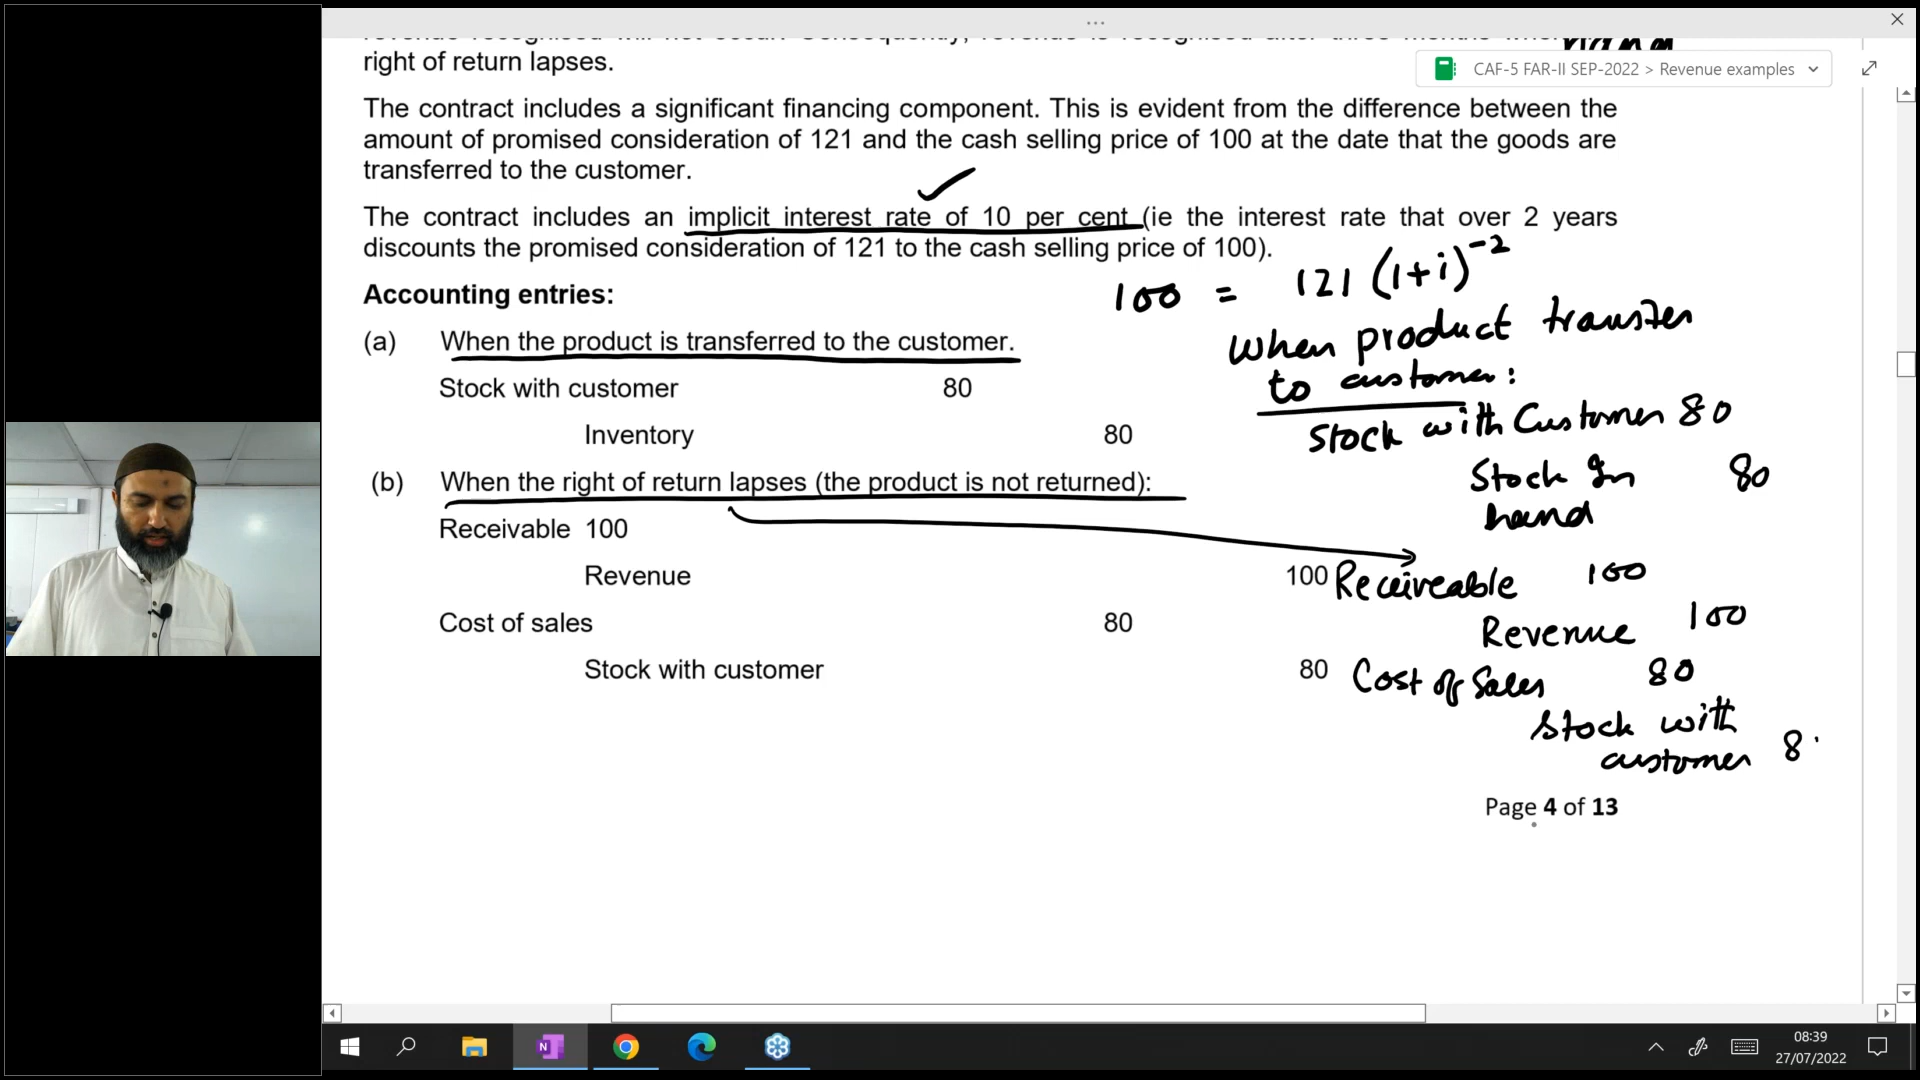 right of return lapses.
hand
CAF-5 FAR-II SEP-2022 > Revenue examples
The contract includes a significant financing component. This is evident from the difference between the
amount of promised consideration of 121 and the cash selling price of 100 at the date that the goods are
transferred to the customer.
The contract includes an implicit interest rate of 10 per cent (ie the interest rate that over 2 years
discounts the promised consideration of 121 to the cash selling price of 100).
100 = 121 (1+i)^-2
Accounting entries:
(a) When the product is transferred to the customer.
Stock with customer 80
Inventory 80
(b) When the right of return lapses (the product is not returned):
Receivable 100
Revenue 100
Cost of sales 80
Stock with customer 80
When product transfer
to customer:
Stock with Customer 80
Stock In 80
hand
Receiveable 100
Revenue 100
Cost of Sales 80
Stock with
customer 8
Page 4 of 13
08:39
27/07/2022